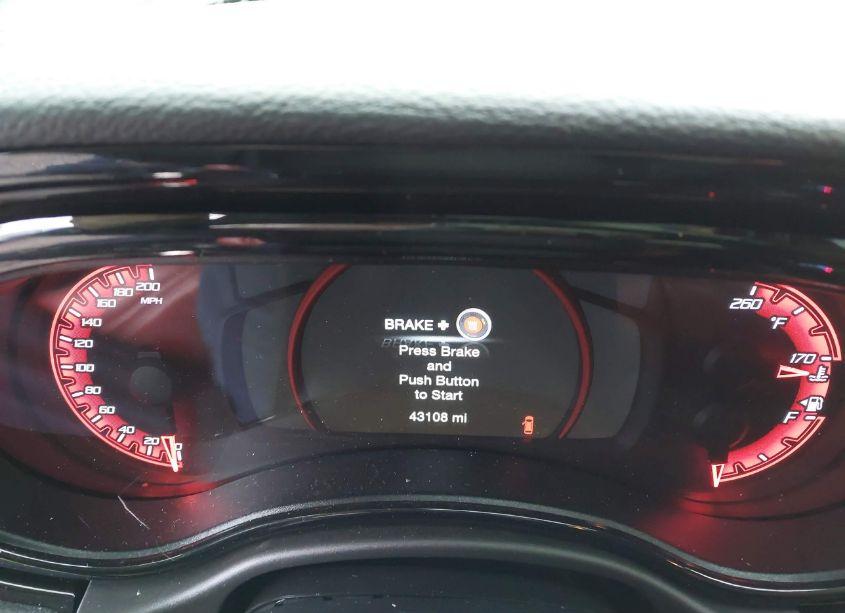 200
180
160
MPH
140
120
100
80
60
40
20
0
BRAKE +
Press Brake
and
Push Button
to Start
43108 mi
260
°F
170
F